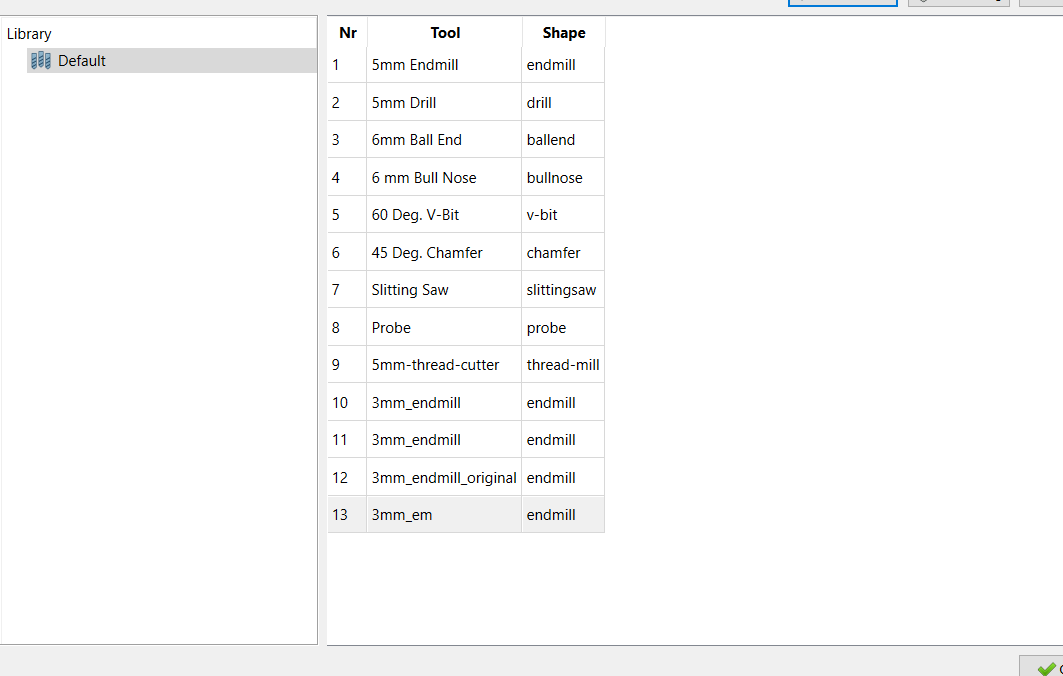 Library
Default
Nr Tool Shape
1 5mm Endmill endmill
2 5mm Drill drill
3 6mm Ball End ballend
4 6 mm Bull Nose bullnose
5 60 Deg. V-Bit v-bit
6 45 Deg. Chamfer chamfer
7 Slitting Saw slittingsaw
8 Probe probe
9 5mm-thread-cutter thread-mill
10 3mm_endmill endmill
11 3mm_endmill endmill
12 3mm_endmill_original endmill
13 3mm_em endmill